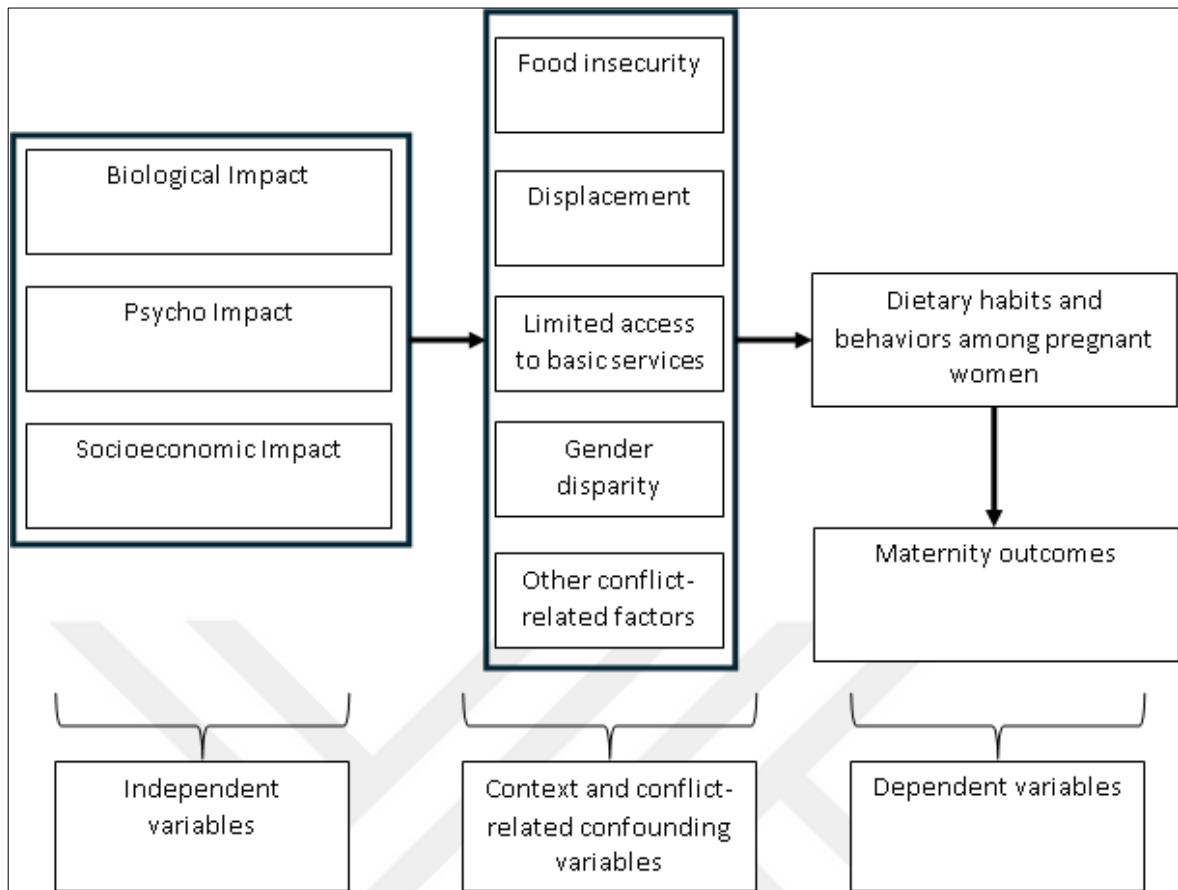 Biological Impact
Psycho Impact
Socioeconomic Impact
Food insecurity
Displacement
Limited access
to basic services
Gender
disparity
Other conflict-
related factors
Dietary habits and
behaviors among pregnant
women
Maternity outcomes
Independent
variables
Context and conflict-
related confounding
variables
Dependent variables